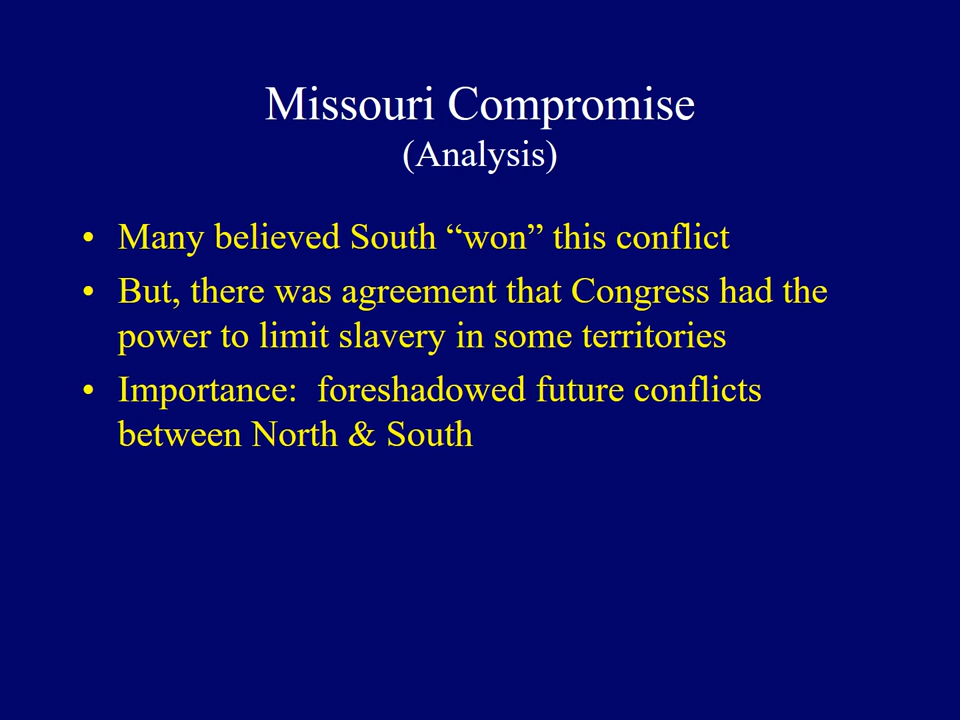 Missouri Compromise
(Analysis)
• Many believed South “won” this conflict
• But, there was agreement that Congress had the
power to limit slavery in some territories
• Importance:  foreshadowed future conflicts
between North & South